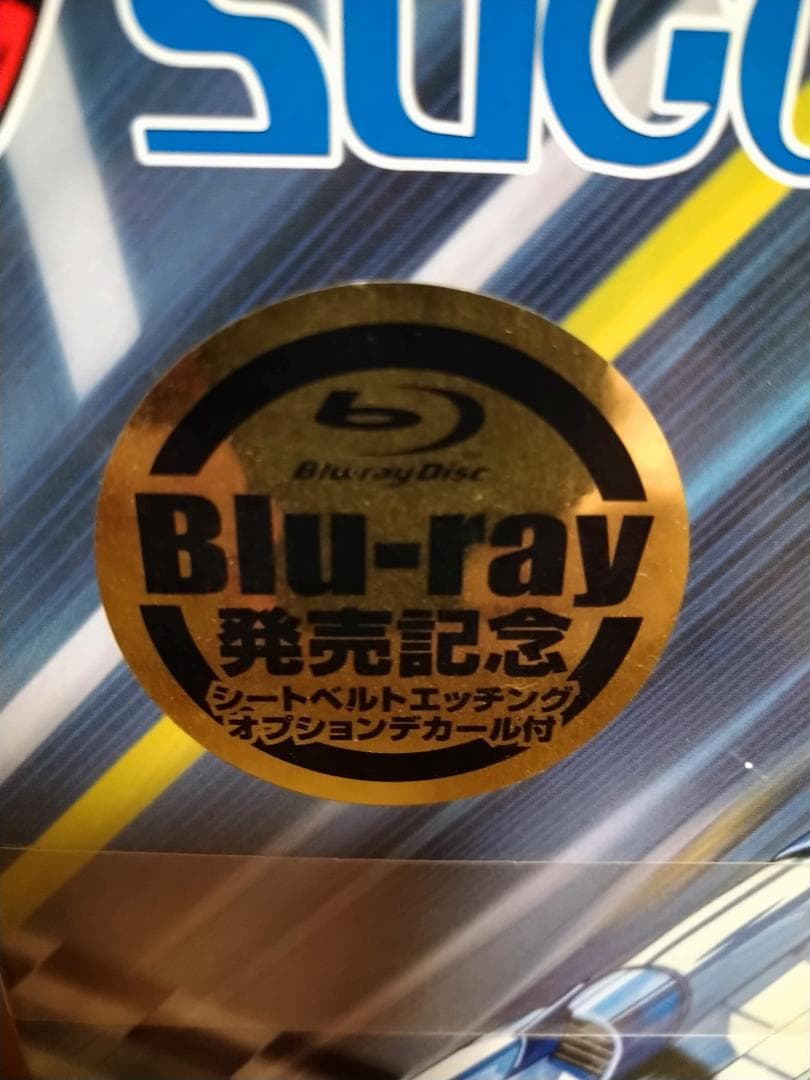 SUGO
Blu-ray Disc
Blu-ray
発売記念
シートベルトエッチング
オプションデカール付